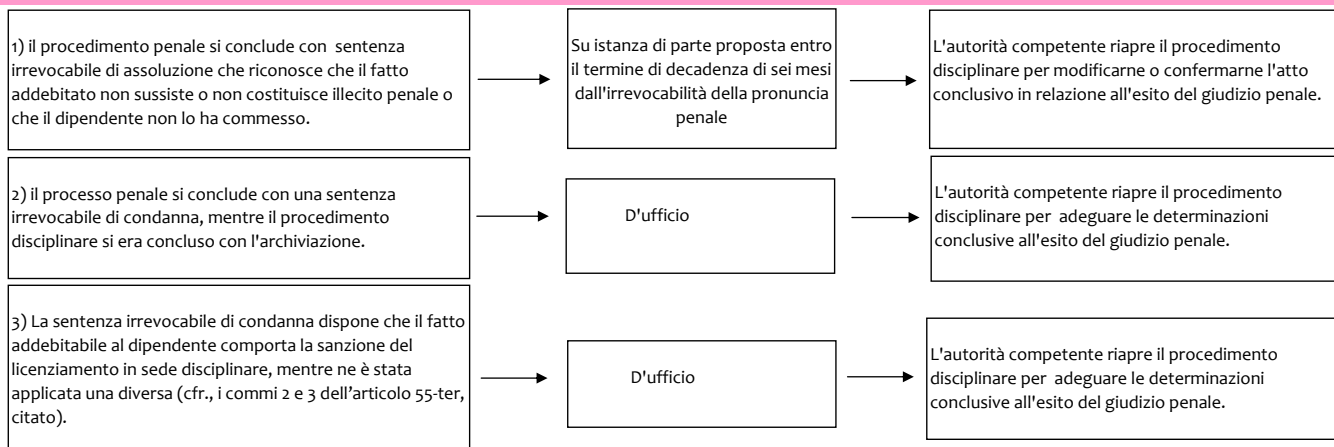 1) il procedimento penale si conclude con sentenza
irrevocabile di assoluzione che riconosce che il fatto
addebitato non sussiste o non costituisce illecito penale o
che il dipendente non lo ha commesso.
Su istanza di parte proposta entro
il termine di decadenza di sei mesi
dall'irrevocabilità della pronuncia
penale
L'autorità competente riapre il procedimento
disciplinare per modificarne o confermarne l'atto
conclusivo in relazione all'esito del giudizio penale.
2) il processo penale si conclude con una sentenza
irrevocabile di condanna, mentre il procedimento
disciplinare si era concluso con l'archiviazione.
D'ufficio
L'autorità competente riapre il procedimento
disciplinare per adeguare le determinazioni
conclusive all'esito del giudizio penale.
3) La sentenza irrevocabile di condanna dispone che il fatto
addebitabile al dipendente comporta la sanzione del
licenziamento in sede disciplinare, mentre ne è stata
applicata una diversa (cfr., i commi 2 e 3 dell’articolo 55-ter,
citato).
D'ufficio
L'autorità competente riapre il procedimento
disciplinare per adeguare le determinazioni
conclusive all'esito del giudizio penale.